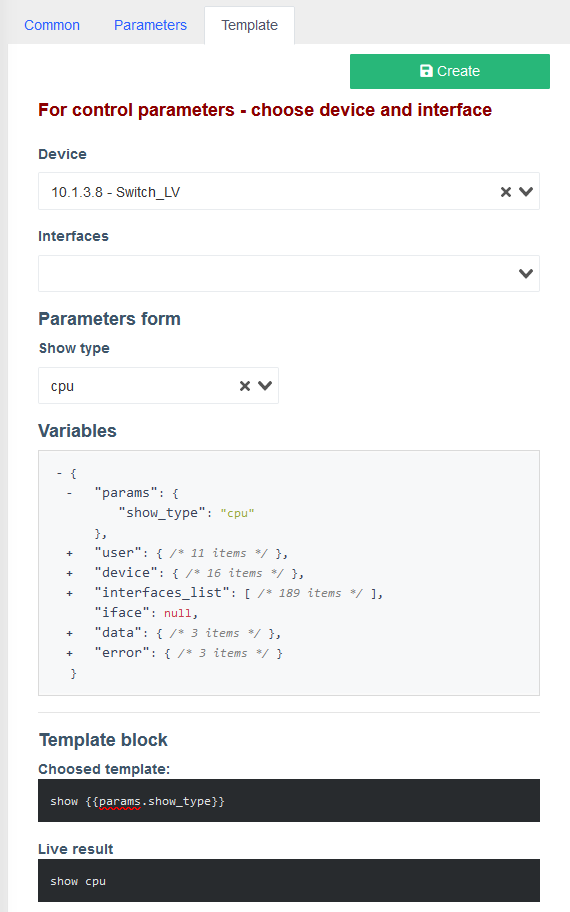 Common Parameters Template
Create
For control parameters - choose device and interface
Device
10.1.3.8 - Switch_LV
Interfaces
Parameters form
Show type
cpu
Variables
- {
- "params": {
"show_type": "cpu"
},
+ "user": { /* 11 items */ },
+ "device": { /* 16 items */ },
+ "interfaces_list": [ /* 189 items */ ],
"iface": null,
+ "data": { /* 3 items */ },
+ "error": { /* 3 items */ }
}
Template block
Choosed template:
show {{params.show_type}}
Live result
show cpu